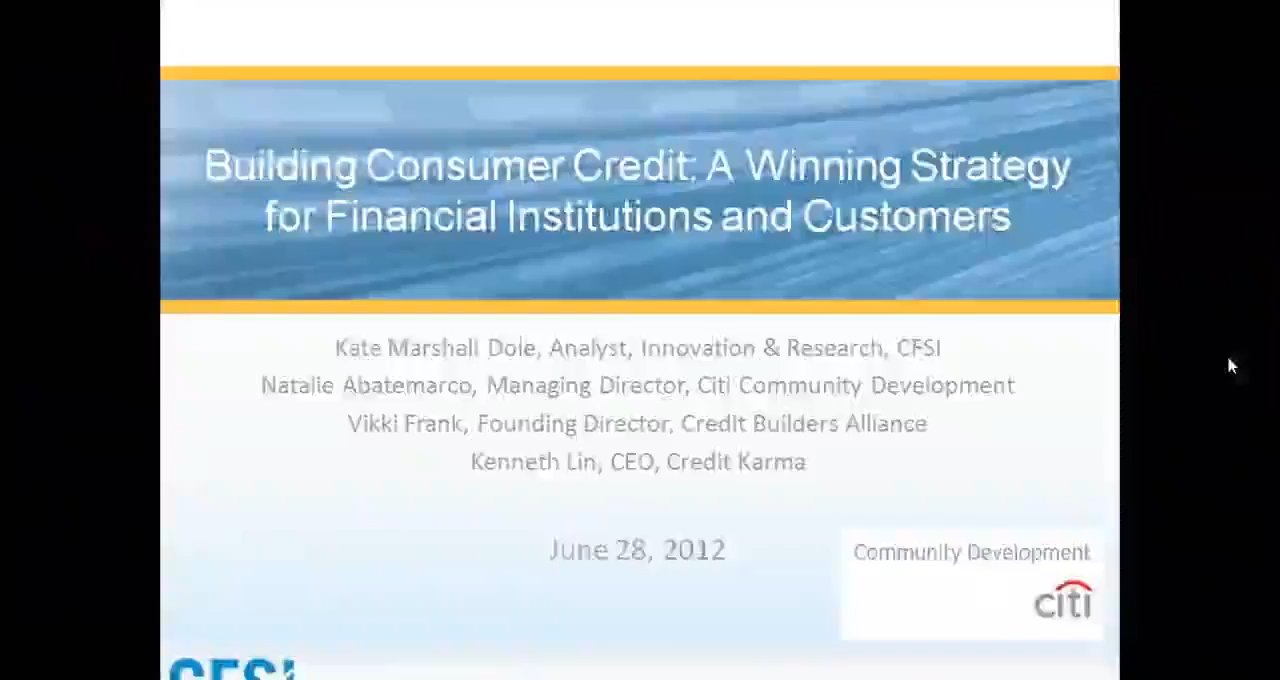 Building Consumer Credit: A Winning Strategy
for Financial Institutions and Customers
Kate Marshall Dole, Analyst, Innovation & Research, CFSI
Natalie Abatemarco, Managing Director, Citi Community Development
Vikki Frank, Founding Director, Credit Builders Alliance
Kenneth Lin, CEO, Credit Karma
June 28, 2012
Community Development
citi
CFSI